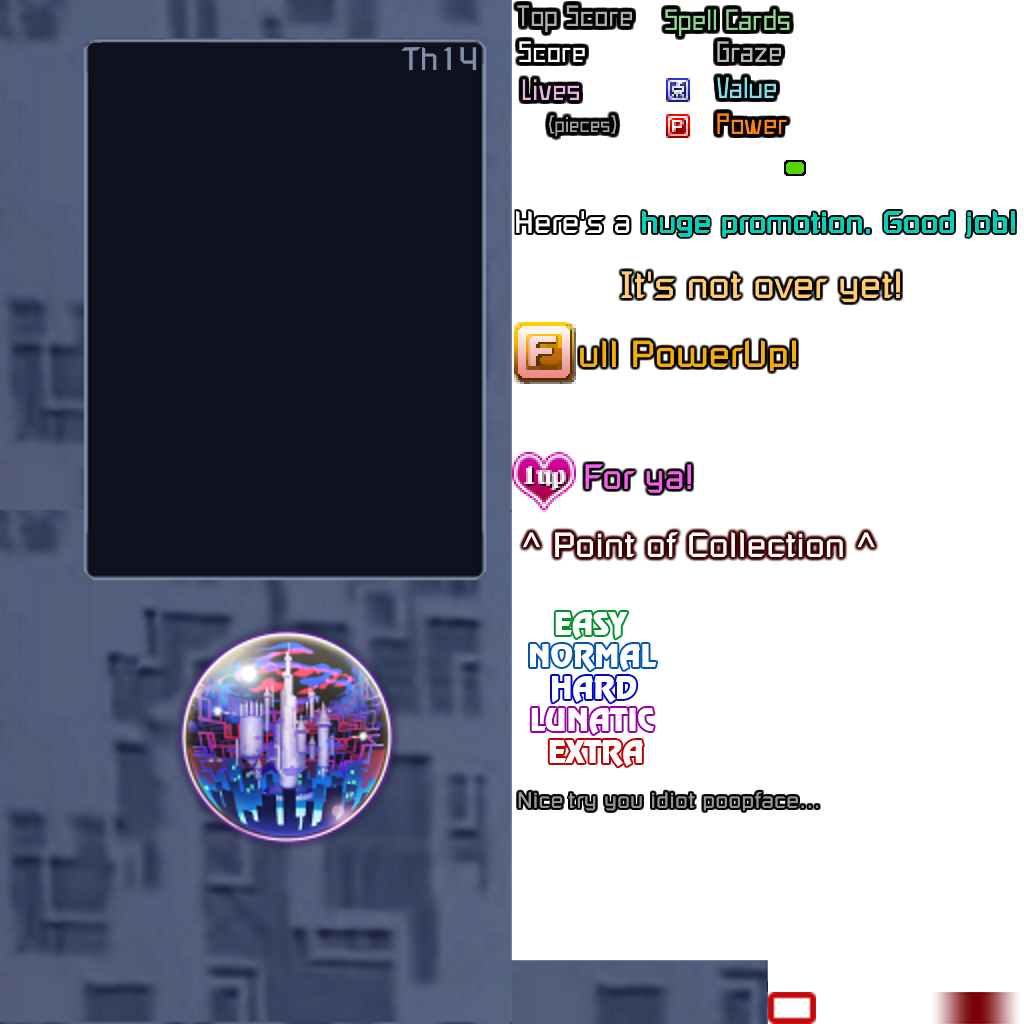 Th14
Top Score
Spell Cards
Score
Graze
Lives
Value
(pieces)
P
Power
Here's a huge promotion. Good job!
It's not over yet!
Full PowerUp!
1up For ya!
^ Point of Collection ^
EASY
NORMAL
HARD
LUNATIC
EXTRA
Nice try you idiot poopface...